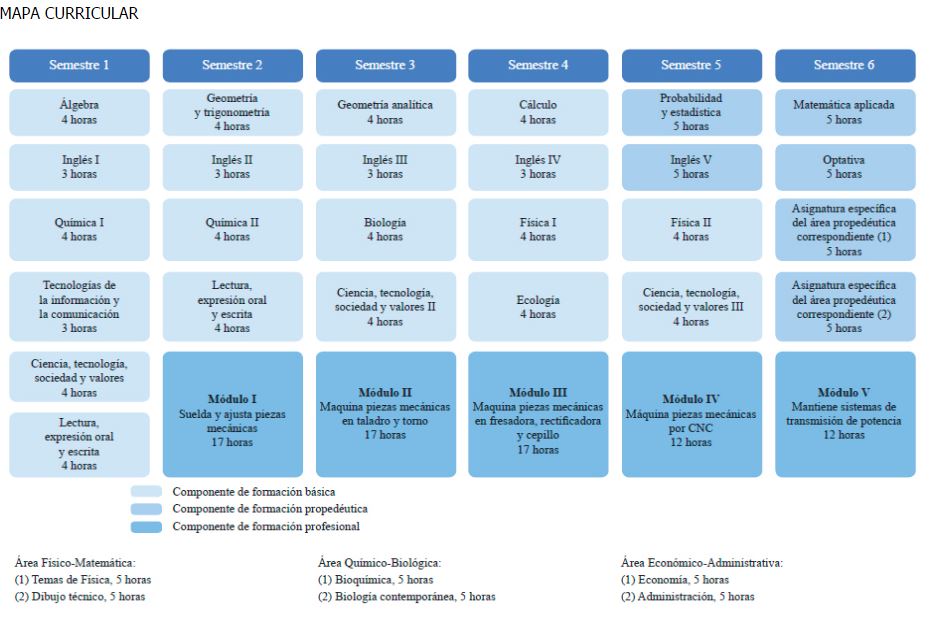 MAPA CURRICULAR
Semestre 1
Semestre 2
Semestre 3
Semestre 4
Semestre 5
Semestre 6
Álgebra
4 horas
Geometría
y trigonometría
4 horas
Geometría analítica
4 horas
Cálculo
4 horas
Probabilidad
y estadística
5 horas
Matemática aplicada
5 horas
Inglés I
3 horas
Inglés II
3 horas
Inglés III
3 horas
Inglés IV
3 horas
Inglés V
5 horas
Optativa
5 horas
Química I
4 horas
Química II
4 horas
Biología
4 horas
Física I
4 horas
Física II
4 horas
Asignatura específica
del área propedéutica
correspondiente (1)
5 horas
Tecnologías de
la información y
la comunicación
3 horas
Lectura,
expresión oral
y escrita
4 horas
Ciencia, tecnología,
sociedad y valores II
4 horas
Ecología
4 horas
Ciencia, tecnología,
sociedad y valores III
4 horas
Asignatura específica
del área propedéutica
correspondiente (2)
5 horas
Ciencia, tecnología,
sociedad y valores
4 horas
Lectura,
expresión oral
y escrita
4 horas
Módulo I
Suelda y ajusta piezas
mecánicas
17 horas
Módulo II
Maquina piezas mecánicas
en taladro y torno
17 horas
Módulo III
Maquina piezas mecánicas
en fresadora, rectificadora
y cepillo
17 horas
Módulo IV
Máquina piezas mecánicas
por CNC
12 horas
Módulo V
Mantiene sistemas de
transmisión de potencia
12 horas
Componente de formación básica
Componente de formación propedéutica
Componente de formación profesional
Área Físico-Matemática:
(1) Temas de Física, 5 horas
(2) Dibujo técnico, 5 horas
Área Químico-Biológica:
(1) Bioquímica, 5 horas
(2) Biología contemporánea, 5 horas
Área Económico-Administrativa:
(1) Economía, 5 horas
(2) Administración, 5 horas